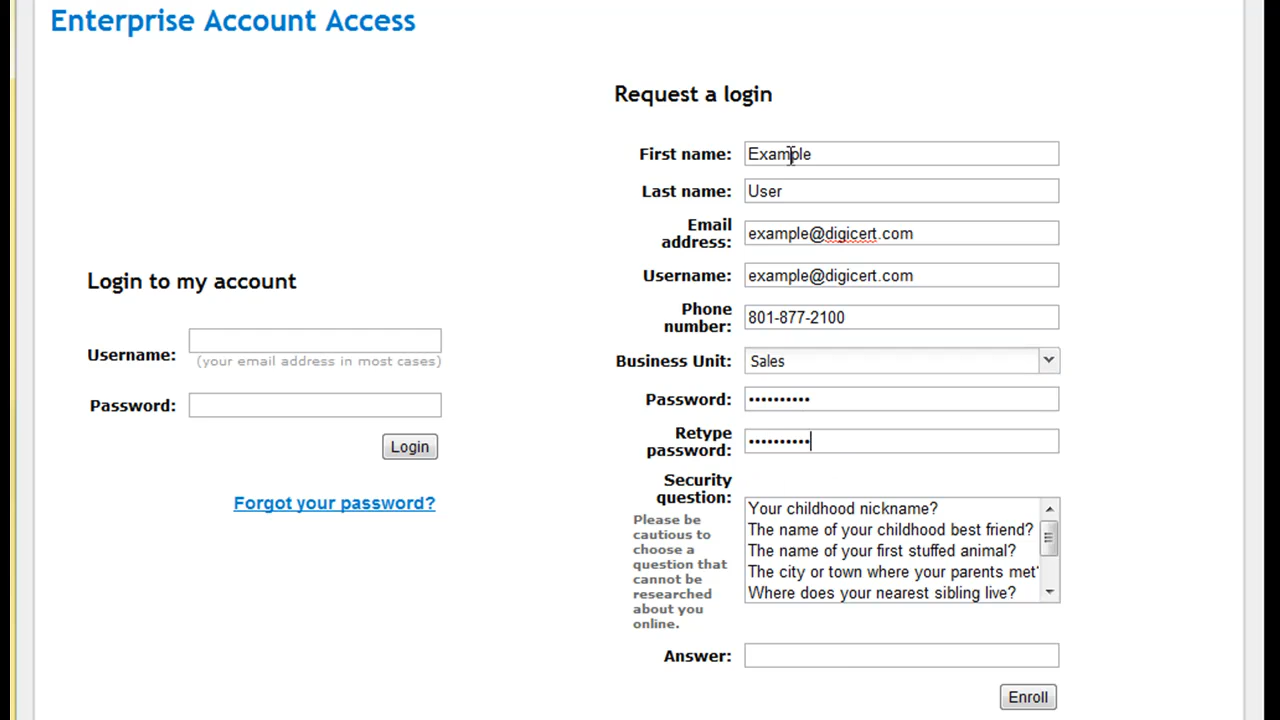 Enterprise Account Access
Login to my account
Username:
(your email address in most cases)
Password:
Login
Forgot your password?
Request a login
First name: Example
Last name: User
Email
address: example@digicert.com
Username: example@digicert.com
Phone
number: 801-877-2100
Business Unit: Sales
Password: ••••••••••
Retype
password: ••••••••••
Security
question:
Please be
cautious to
choose a
question that
cannot be
researched
about you
online.
Your childhood nickname?
The name of your childhood best friend?
The name of your first stuffed animal?
The city or town where your parents met?
Where does your nearest sibling live?
Answer:
Enroll